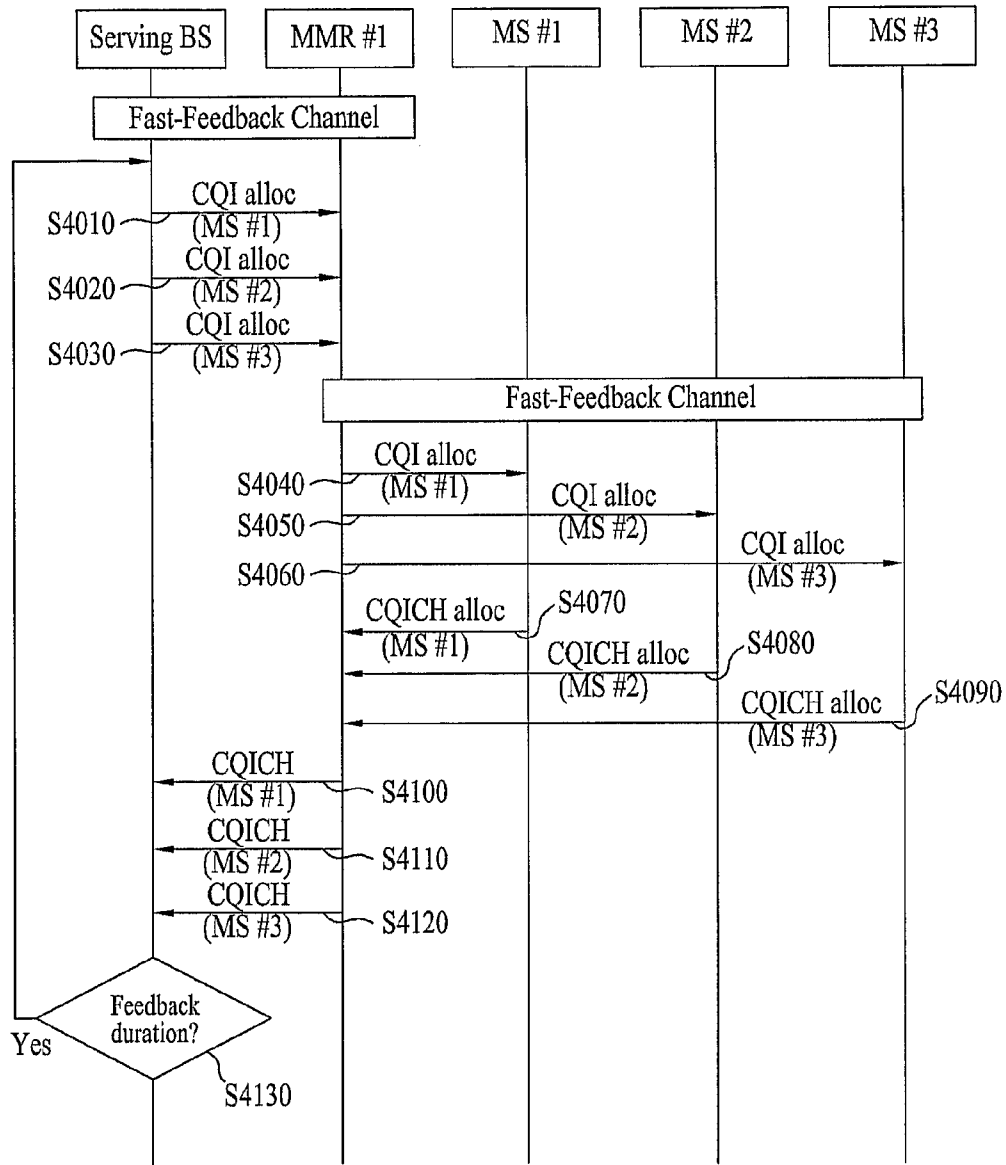 Serving BS
MMR #1
MS #1
MS #2
MS #3
Fast-Feedback Channel
CQI alloc
S4010
(MS #1)
CQI alloc
S4020
(MS #2)
CQI alloc
S4030
(MS #3)
Fast-Feedback Channel
CQI alloc
S4040
(MS #1)
CQI alloc
S4050
(MS #2)
CQI alloc
S4060
(MS #3)
CQICH alloc
S4070
(MS #1)
CQICH alloc
S4080
(MS #2)
CQICH alloc
S4090
(MS #3)
CQICH
(MS #1)
S4100
CQICH
(MS #2)
S4110
CQICH
(MS #3)
S4120
Feedback
duration?
Yes
S4130